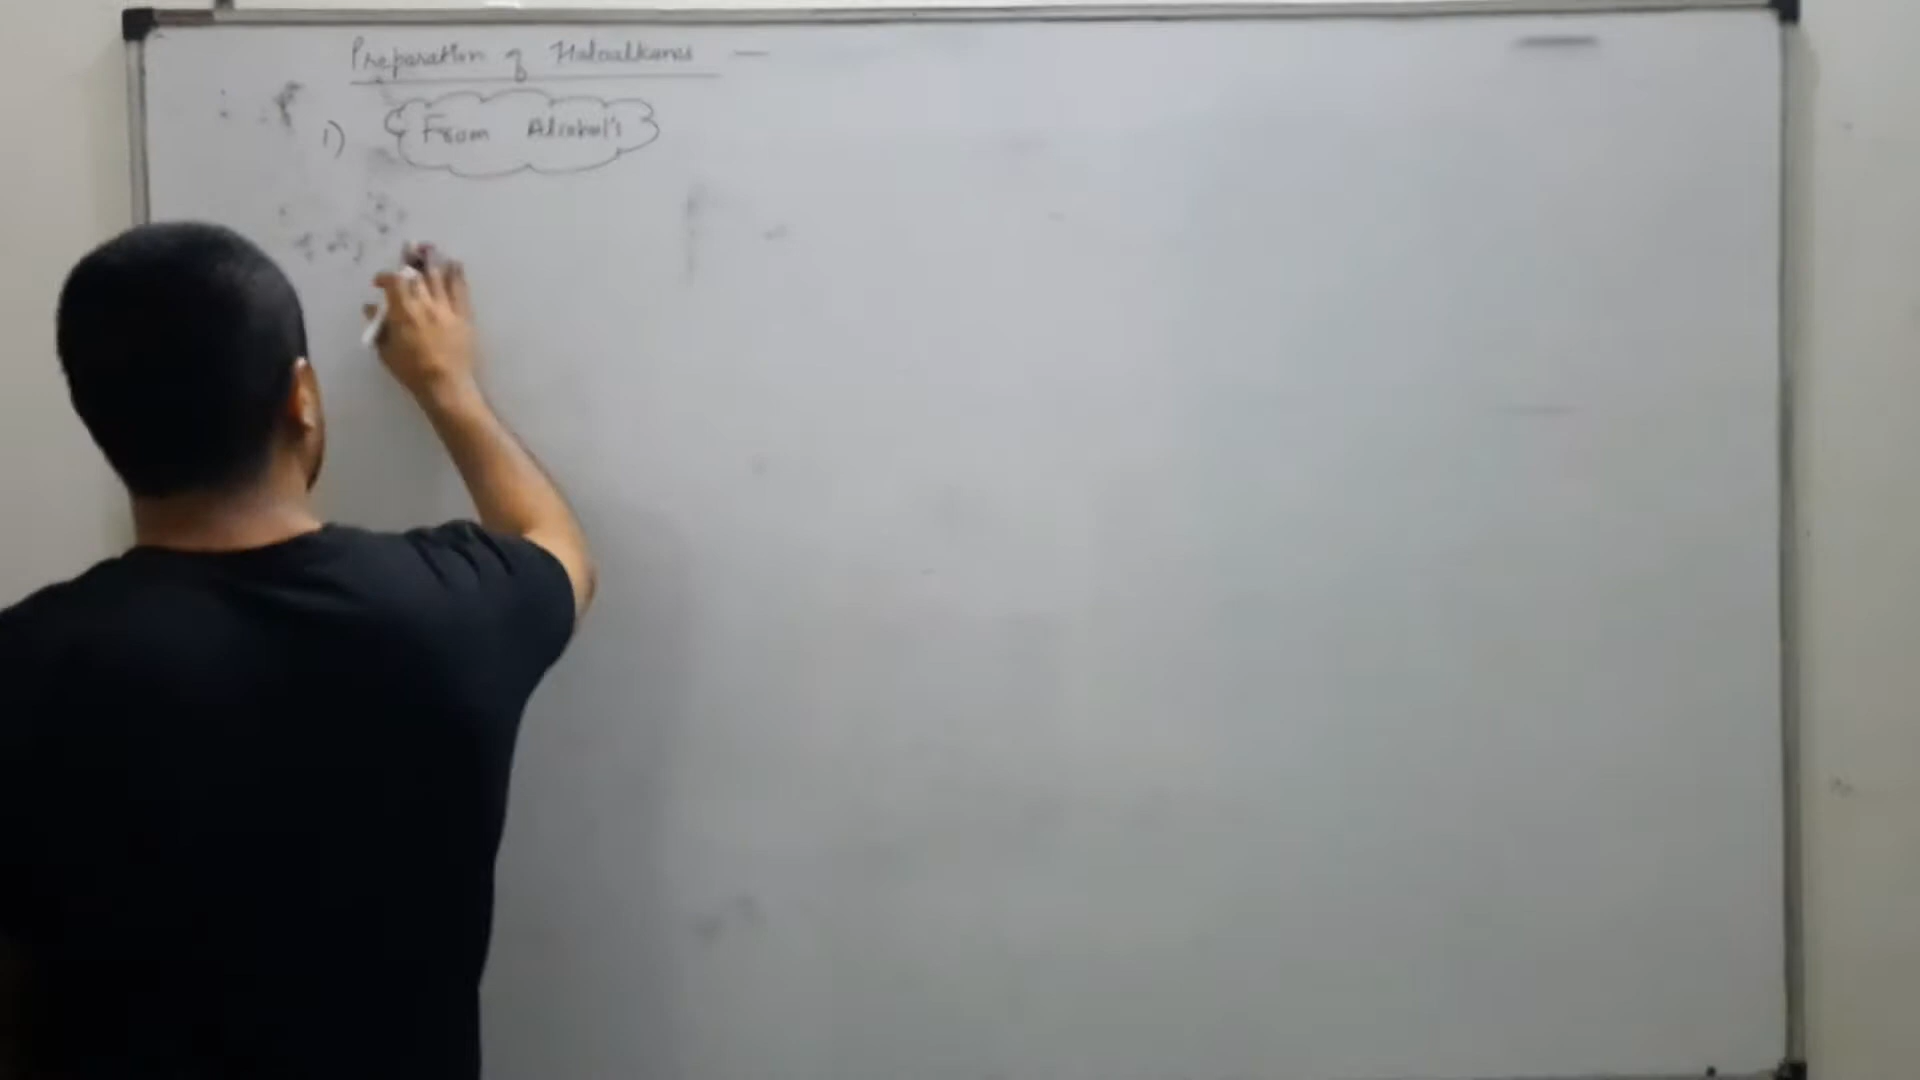 Preparation of Haloalkanes —
1) From Alcohol's